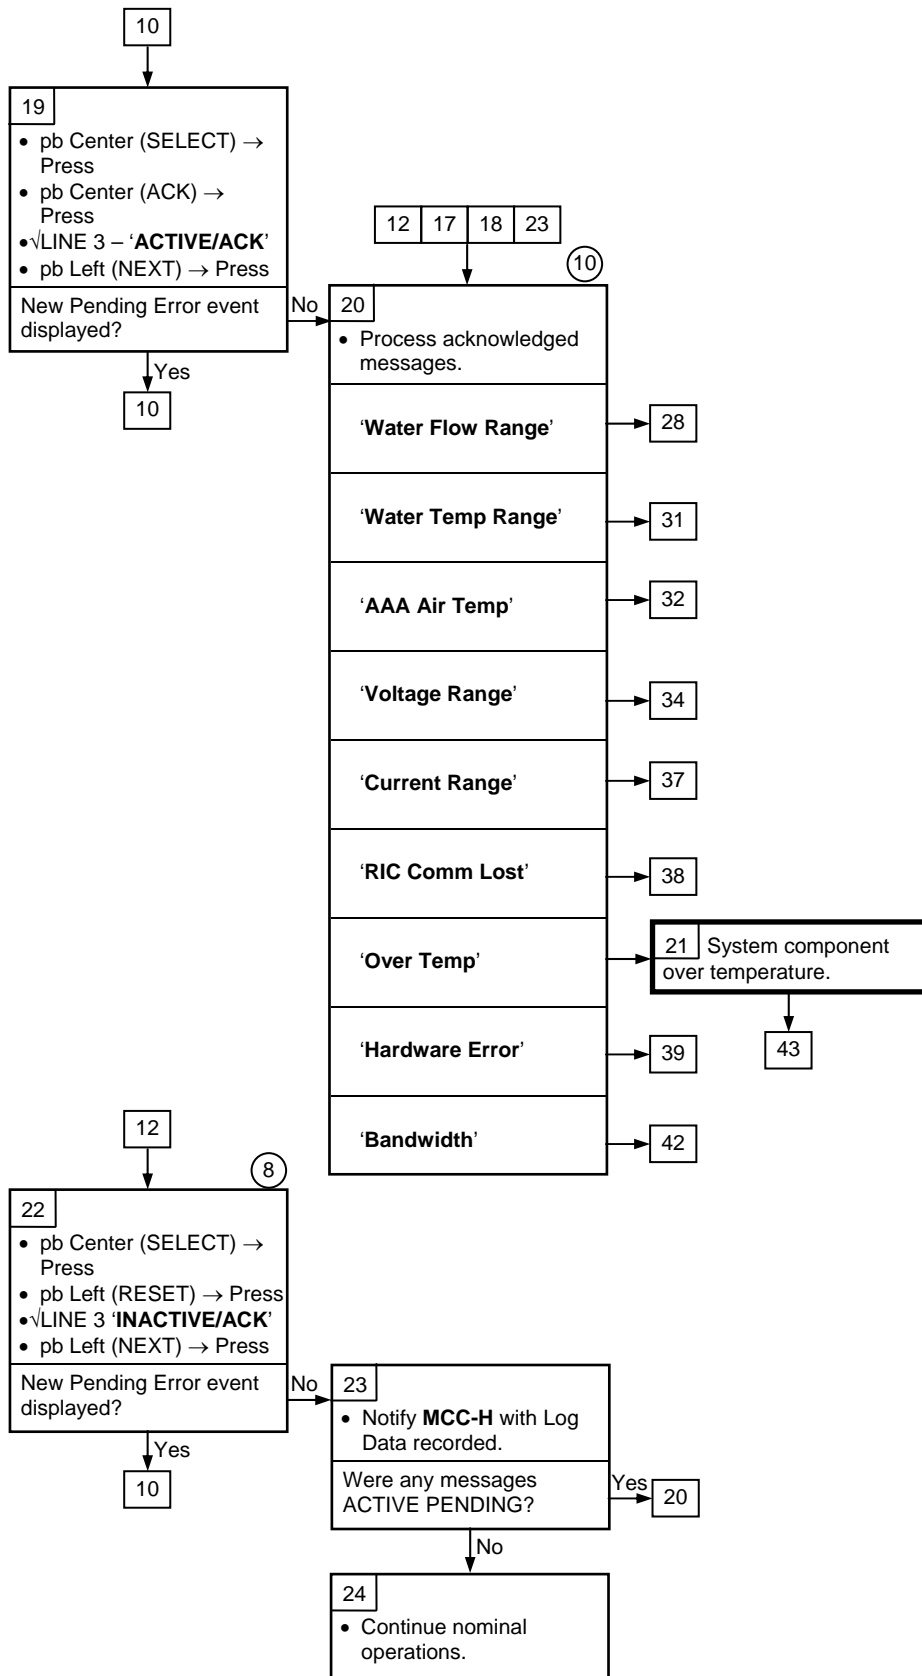 10
19
• pb Center (SELECT) →
Press
• pb Center (ACK) →
Press
•√LINE 3 – ‘ACTIVE/ACK’
• pb Left (NEXT) → Press
New Pending Error event
displayed?
No
Yes
10
12 17 18 23
10
20
• Process acknowledged
messages.
‘Water Flow Range’
28
‘Water Temp Range’
31
‘AAA Air Temp’
32
‘Voltage Range’
34
‘Current Range’
37
‘RIC Comm Lost’
38
‘Over Temp’
21 System component
over temperature.
43
‘Hardware Error’
39
‘Bandwidth’
42
12
8
22
• pb Center (SELECT) →
Press
• pb Left (RESET) → Press
•√LINE 3 ‘INACTIVE/ACK’
• pb Left (NEXT) → Press
New Pending Error event
displayed?
No
Yes
10
23
• Notify MCC-H with Log
Data recorded.
Were any messages
ACTIVE PENDING?
Yes
20
No
24
• Continue nominal
operations.